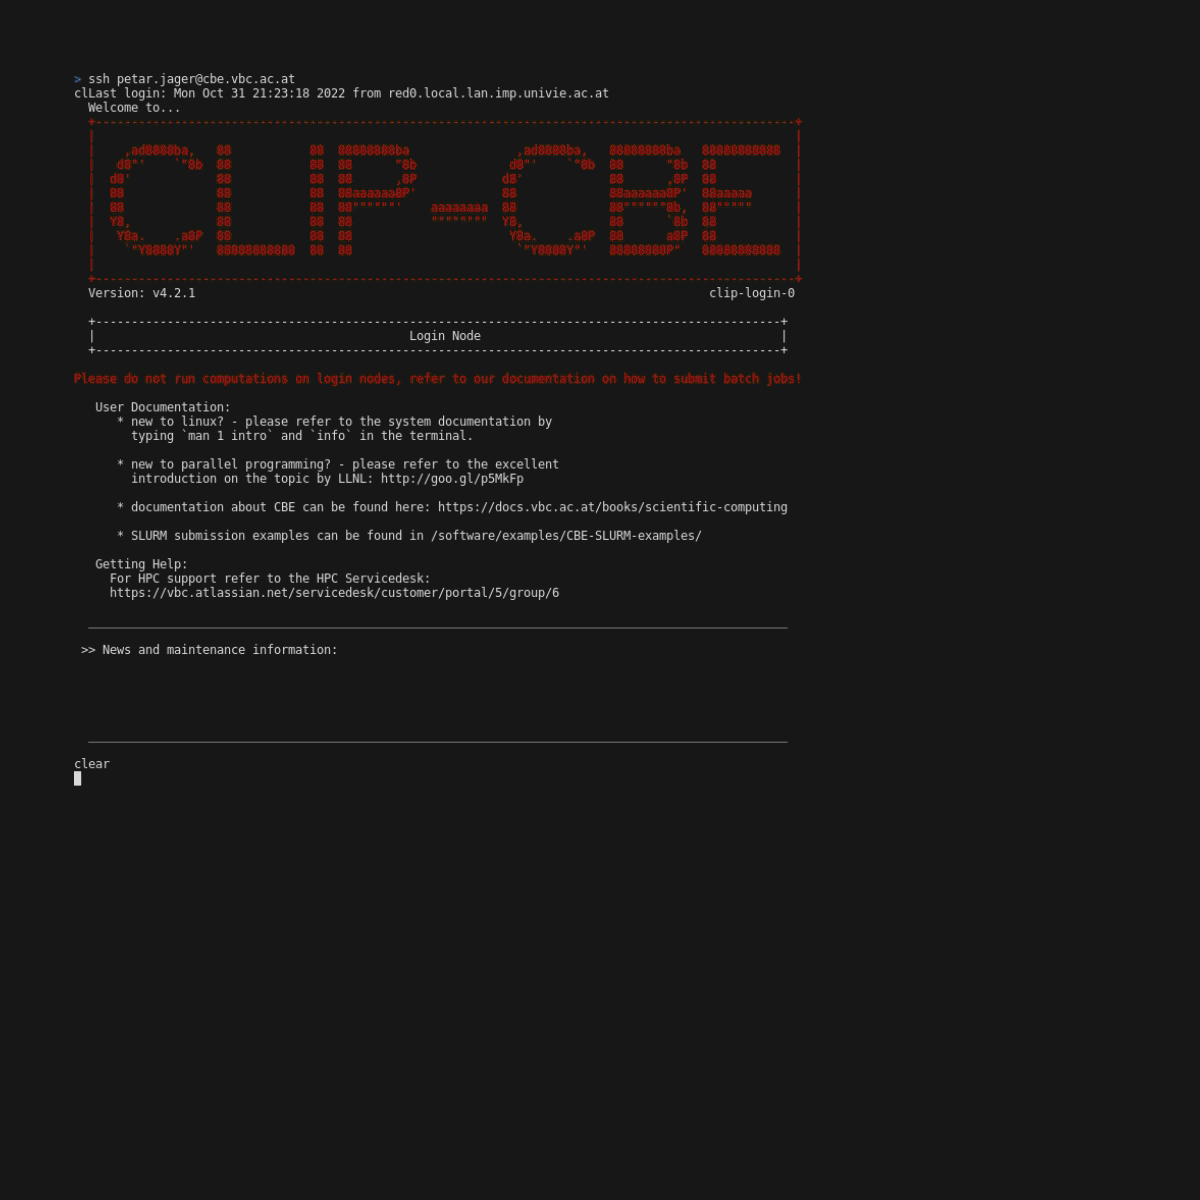 > ssh petar.jager@cbe.vbc.ac.at
clLast login: Mon Oct 31 21:23:18 2022 from red0.local.lan.imp.univie.ac.at
Welcome to...
CLIP-CBE
Version: v4.2.1 clip-login-0
Login Node
Please do not run computations on login nodes, refer to our documentation on how to submit batch jobs!
User Documentation:
* new to linux? - please refer to the system documentation by
typing `man 1 intro` and `info` in the terminal.
* new to parallel programming? - please refer to the excellent
introduction on the topic by LLNL: http://goo.gl/p5MkFp
* documentation about CBE can be found here: https://docs.vbc.ac.at/books/scientific-computing
* SLURM submission examples can be found in /software/examples/CBE-SLURM-examples/
Getting Help:
For HPC support refer to the HPC Servicedesk:
https://vbc.atlassian.net/servicedesk/customer/portal/5/group/6
>> News and maintenance information:
clear